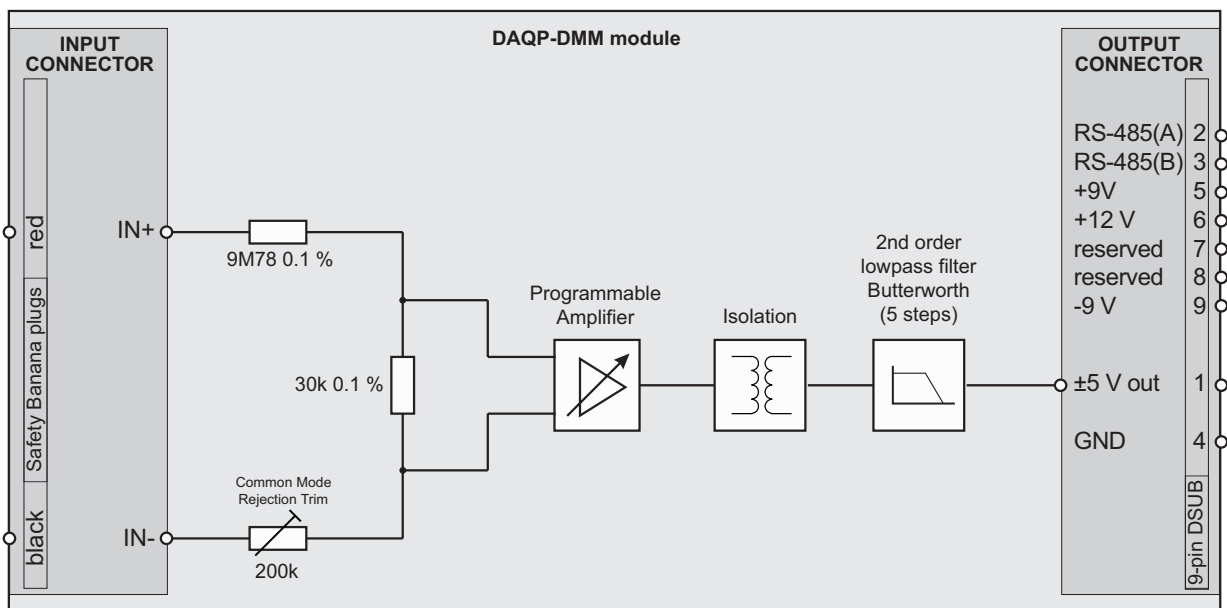 DAQP-DMM module
INPUT
CONNECTOR
red
Safety Banana plugs
black
IN+
IN-
9M78 0.1 %
30k 0.1 %
Common Mode
Rejection Trim
200k
Programmable
Amplifier
Isolation
2nd order
lowpass filter
Butterworth
(5 steps)
OUTPUT
CONNECTOR
RS-485(A) 2
RS-485(B) 3
+9V 5
+12 V 6
reserved 7
reserved 8
-9 V 9
±5 V out 1
GND 4
9-pin DSUB